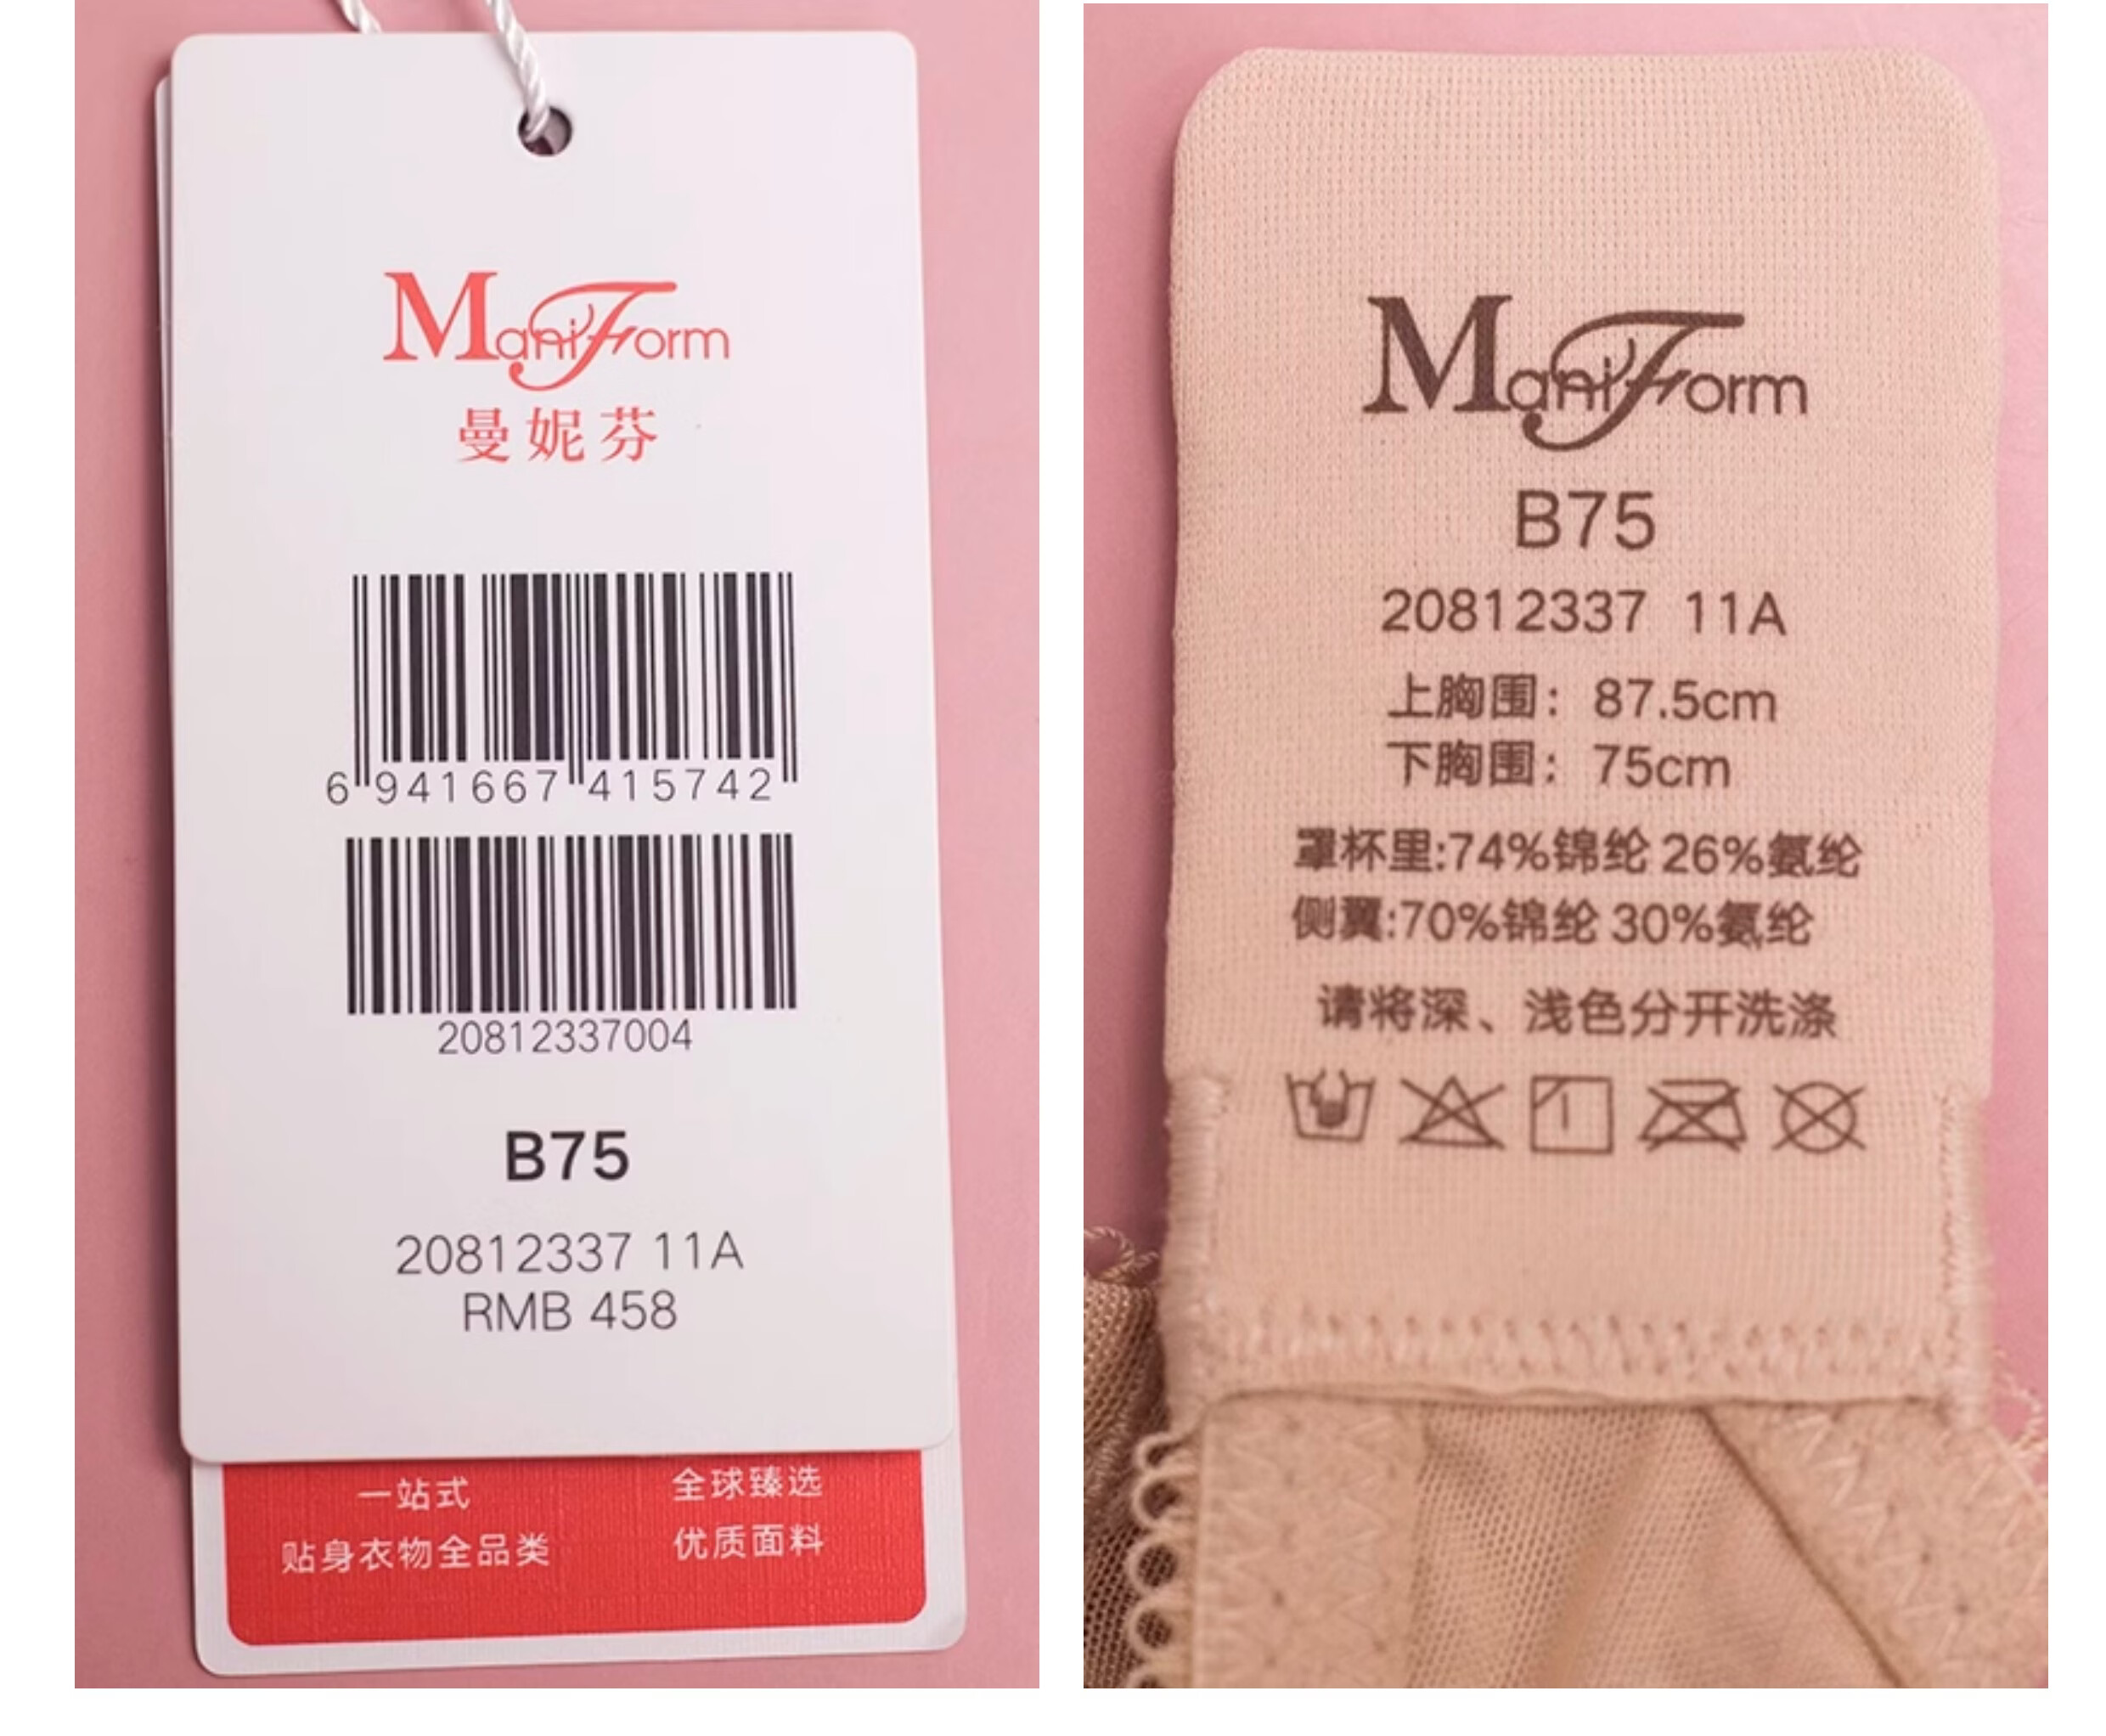 ManiForm
曼妮芬
6 941667 415742
20812337004
B75
20812337 11A
RMB 458
一站式
贴身衣物全品类
全球臻选
优质面料
ManiForm
B75
20812337 11A
上胸围：87.5cm
下胸围：75cm
罩杯里:74%锦纶 26%氨纶
侧翼:70%锦纶 30%氨纶
请将深、浅色分开洗涤